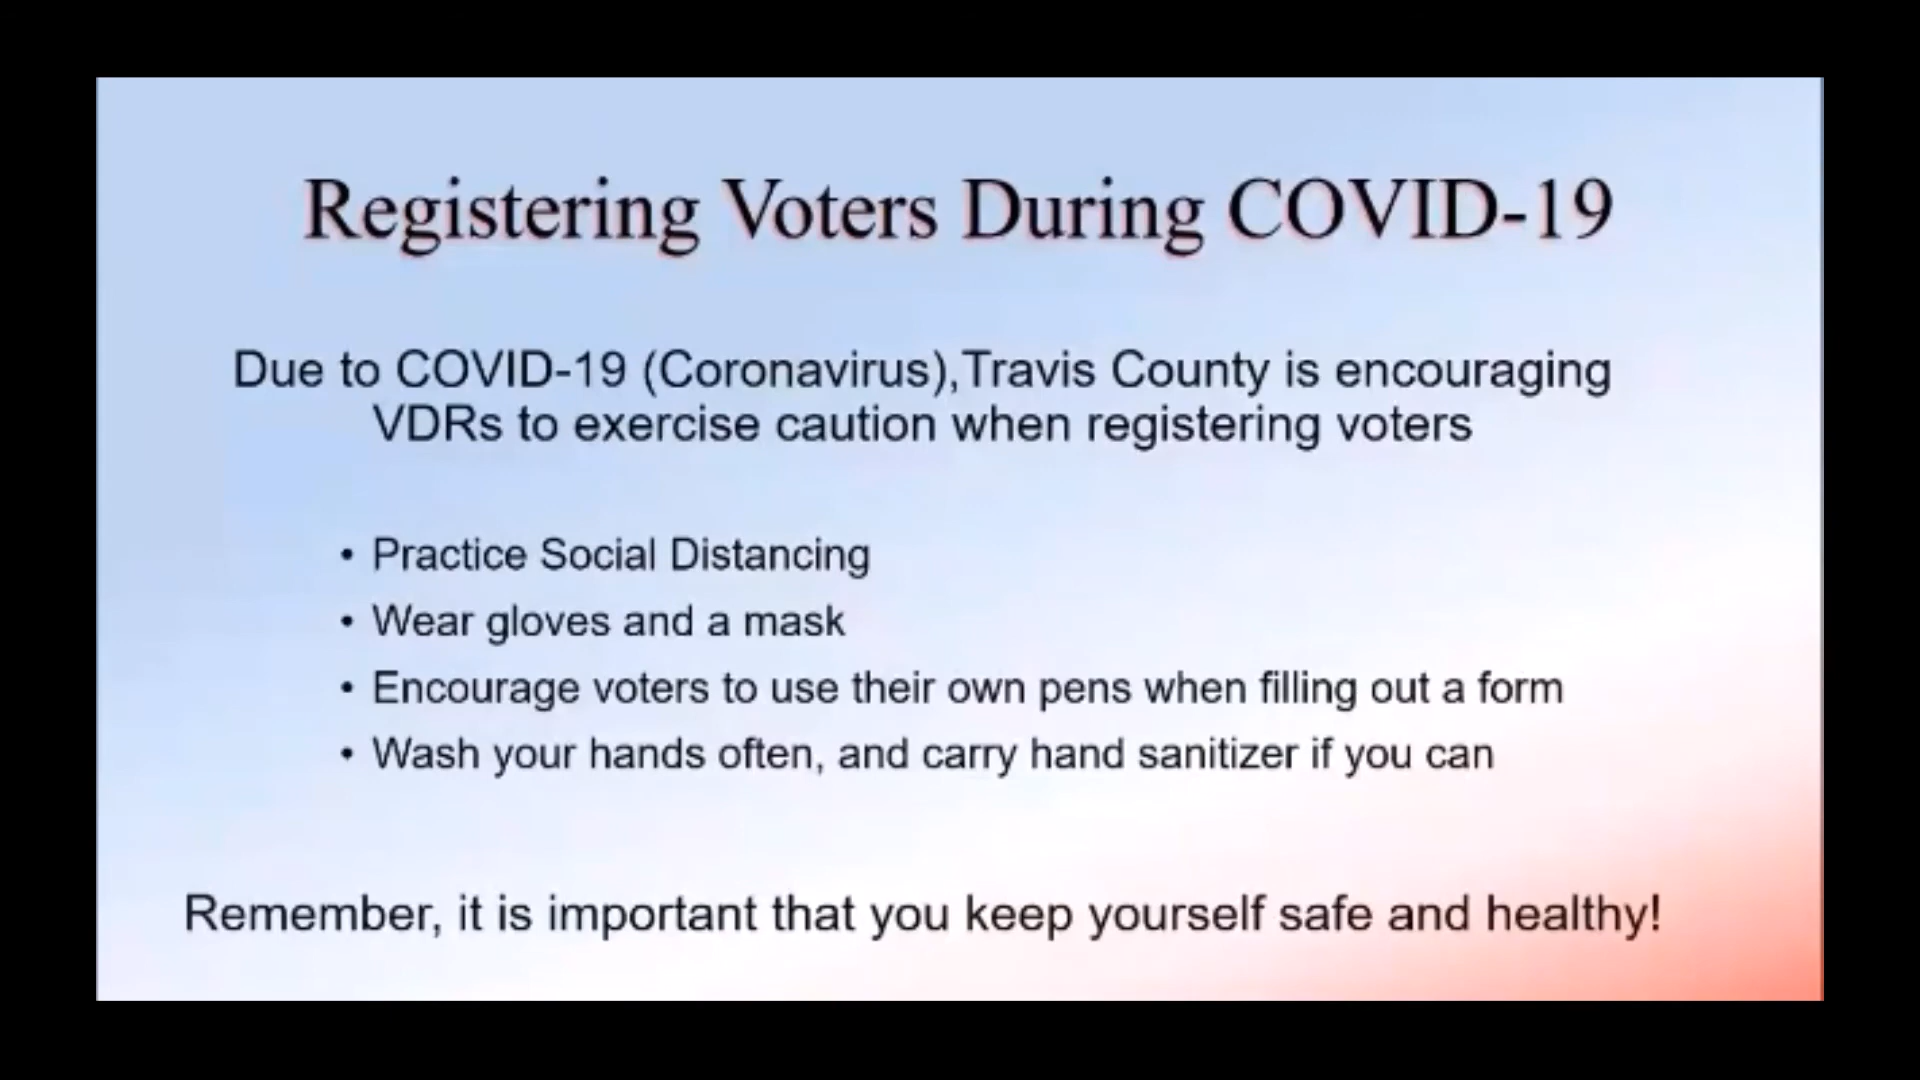 Registering Voters During COVID-19
Due to COVID-19 (Coronavirus),Travis County is encouraging
VDRs to exercise caution when registering voters
• Practice Social Distancing
• Wear gloves and a mask
• Encourage voters to use their own pens when filling out a form
• Wash your hands often, and carry hand sanitizer if you can
Remember, it is important that you keep yourself safe and healthy!